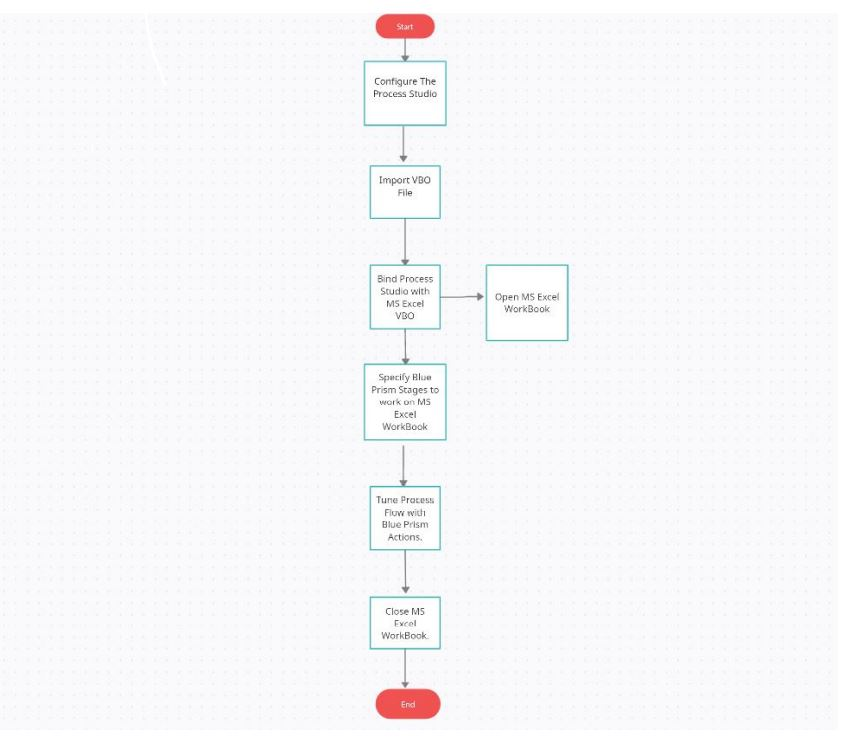 Start
Configure The
Process Studio
Import VBO
File
Bind Process
Studio with
MS Excel
VBO
Open MS Excel
WorkBook
Specify Blue
Prism Stages to
work on MS
Excel
WorkBook
Tune Process
Flow with
Blue Prism
Actions.
Close MS
Excel
WorkBook.
End